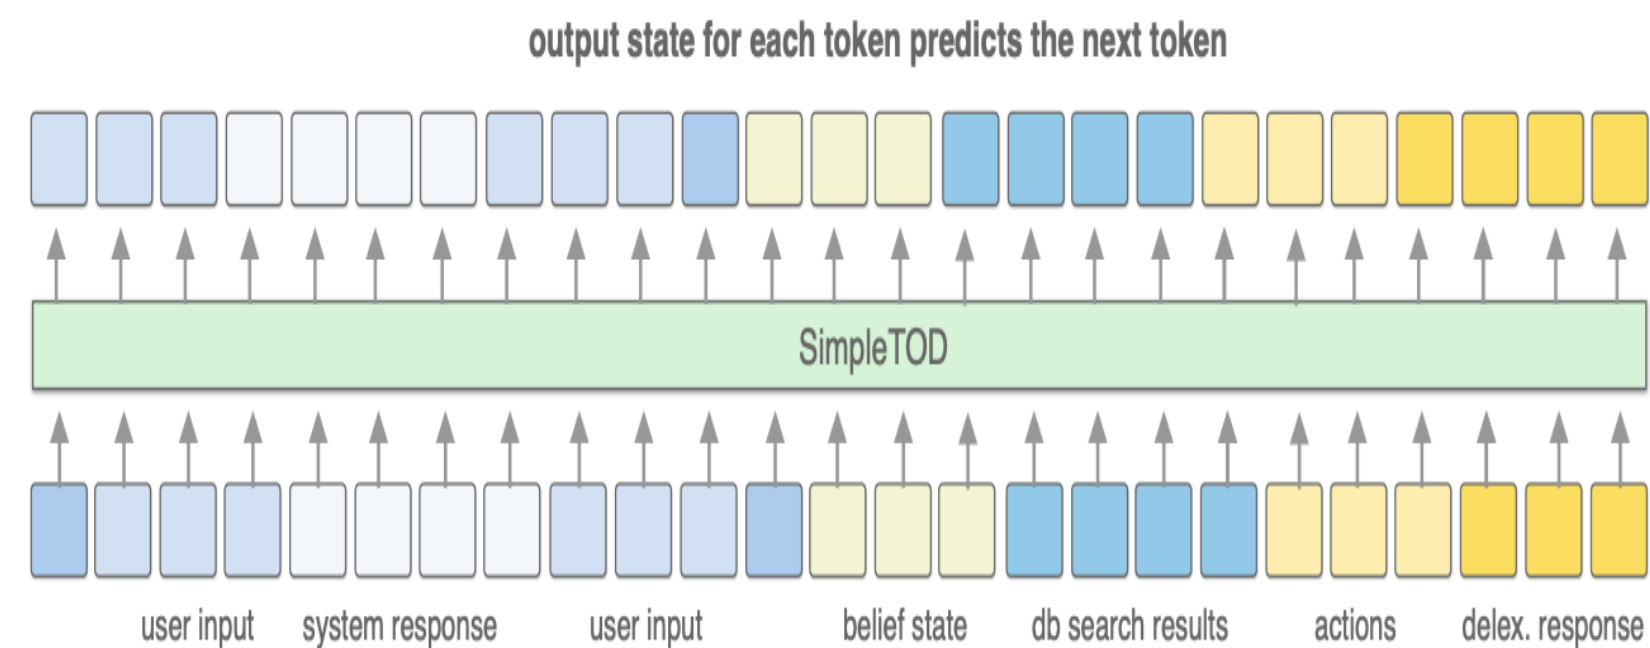 output state for each token predicts the next token
SimpleTOD
user input system response user input belief state db search results actions delex. response